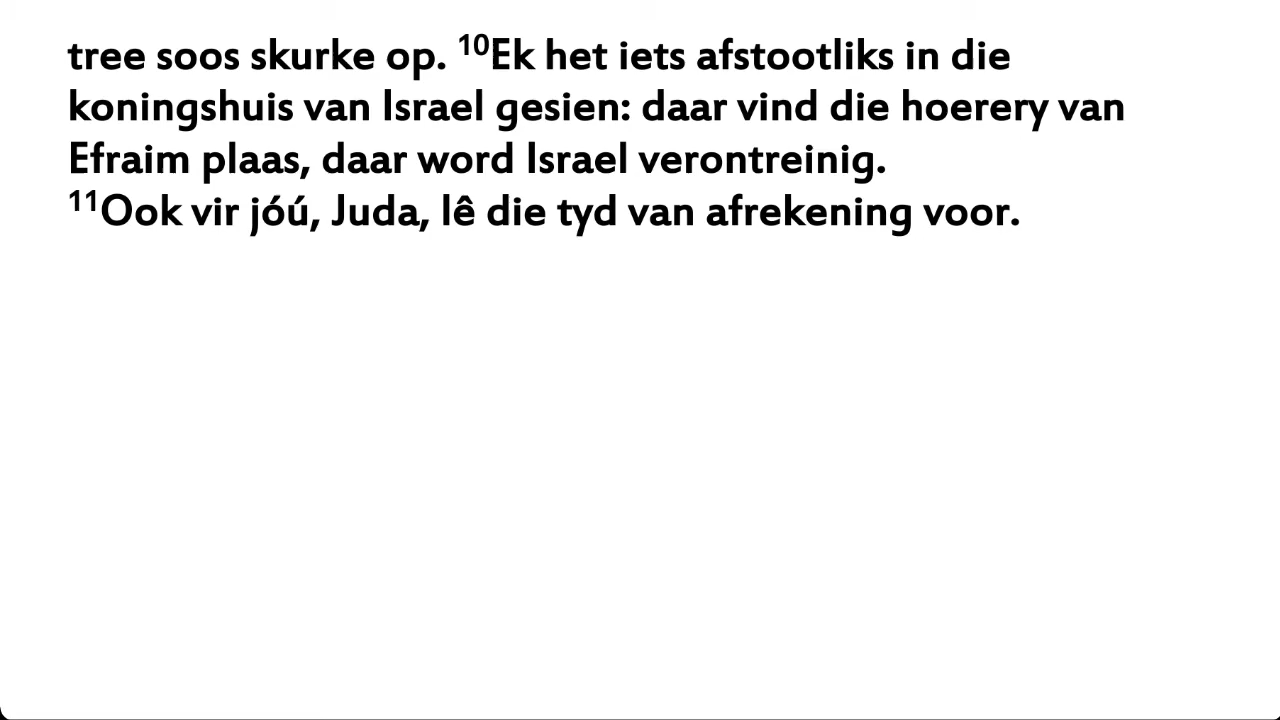 tree soos skurke op. ¹⁰Ek het iets afstootliks in die
koningshuis van Israel gesien: daar vind die hoerery van
Efraim plaas, daar word Israel verontreinig.
¹¹Ook vir jóú, Juda, lê die tyd van afrekening voor.